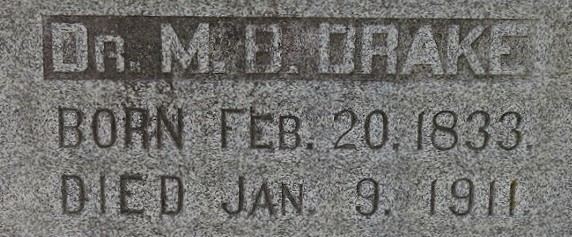 DR. M. B. DRAKE
BORN FEB. 20. 1833.
DIED JAN. 9. 1911.